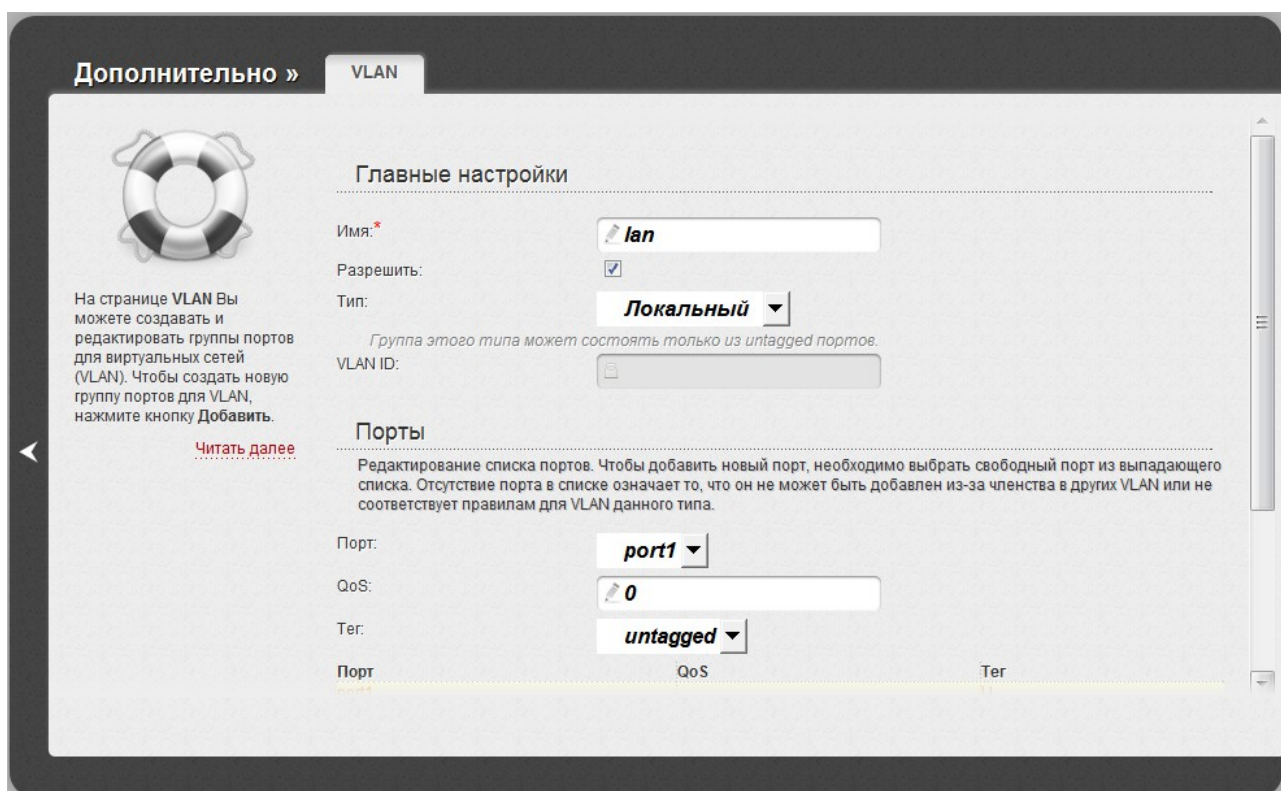 Дополнительно »
VLAN
На странице VLAN Вы
можете создавать и
редактировать группы портов
для виртуальных сетей
(VLAN). Чтобы создать новую
группу портов для VLAN,
нажмите кнопку Добавить.
Читать далее
Главные настройки
Имя:*
lan
Разрешить:
Тип:
Локальный
Группа этого типа может состоять только из untagged портов.
VLAN ID:
Порты
Редактирование списка портов. Чтобы добавить новый порт, необходимо выбрать свободный порт из выпадающего
списка. Отсутствие порта в списке означает то, что он не может быть добавлен из-за членства в других VLAN или не
соответствует правилам для VLAN данного типа.
Порт:
port1
QoS:
0
Тег:
untagged
Порт QoS Тег
port1